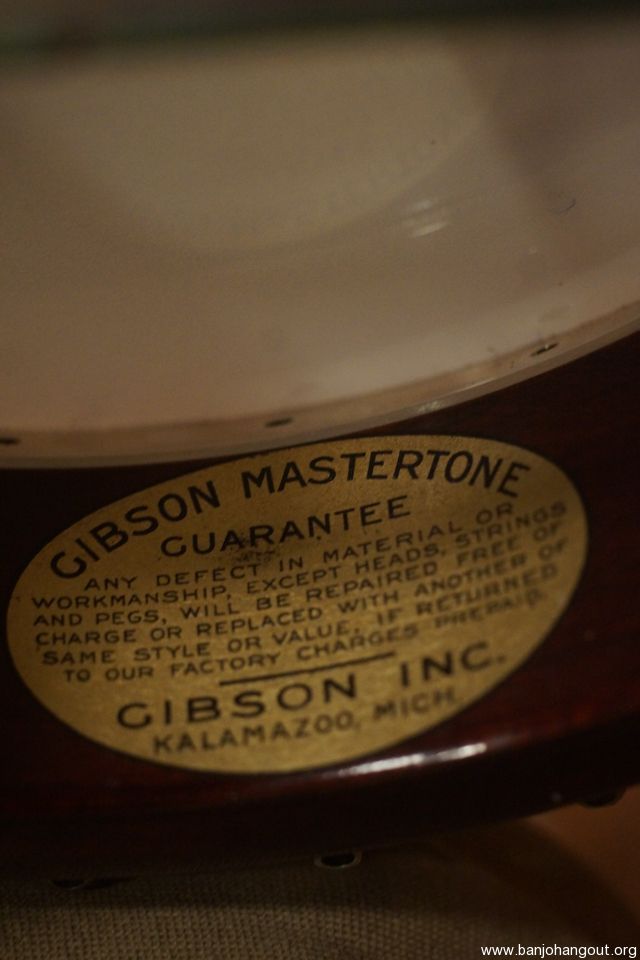 GIBSON MASTERTONE
GUARANTEE
ANY DEFECT IN MATERIAL OR
WORKMANSHIP, EXCEPT HEADS, STRINGS
AND PEGS, WILL BE REPAIRED FREE OF
CHARGE OR REPLACED WITH ANOTHER OF
SAME STYLE OR VALUE, IF RETURNED
TO OUR FACTORY CHARGES PREPAID.
GIBSON INC.
KALAMAZOO, MICH.
www.banjohangout.org